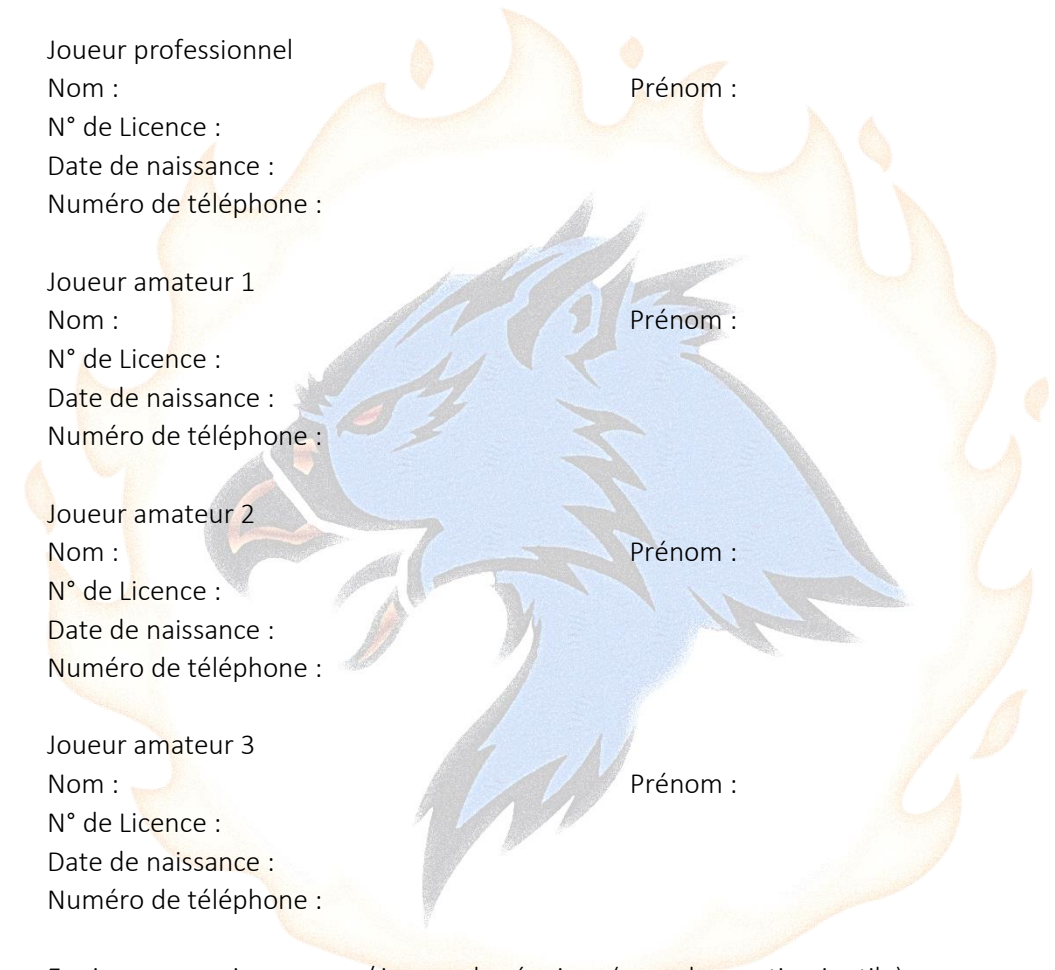 Joueur professionnel
Nom : Prénom :
N° de Licence :
Date de naissance :
Numéro de téléphone :
Joueur amateur 1
Nom : Prénom :
N° de Licence :
Date de naissance :
Numéro de téléphone :
Joueur amateur 2
Nom : Prénom :
N° de Licence :
Date de naissance :
Numéro de téléphone :
Joueur amateur 3
Nom : Prénom :
N° de Licence :
Date de naissance :
Numéro de téléphone :